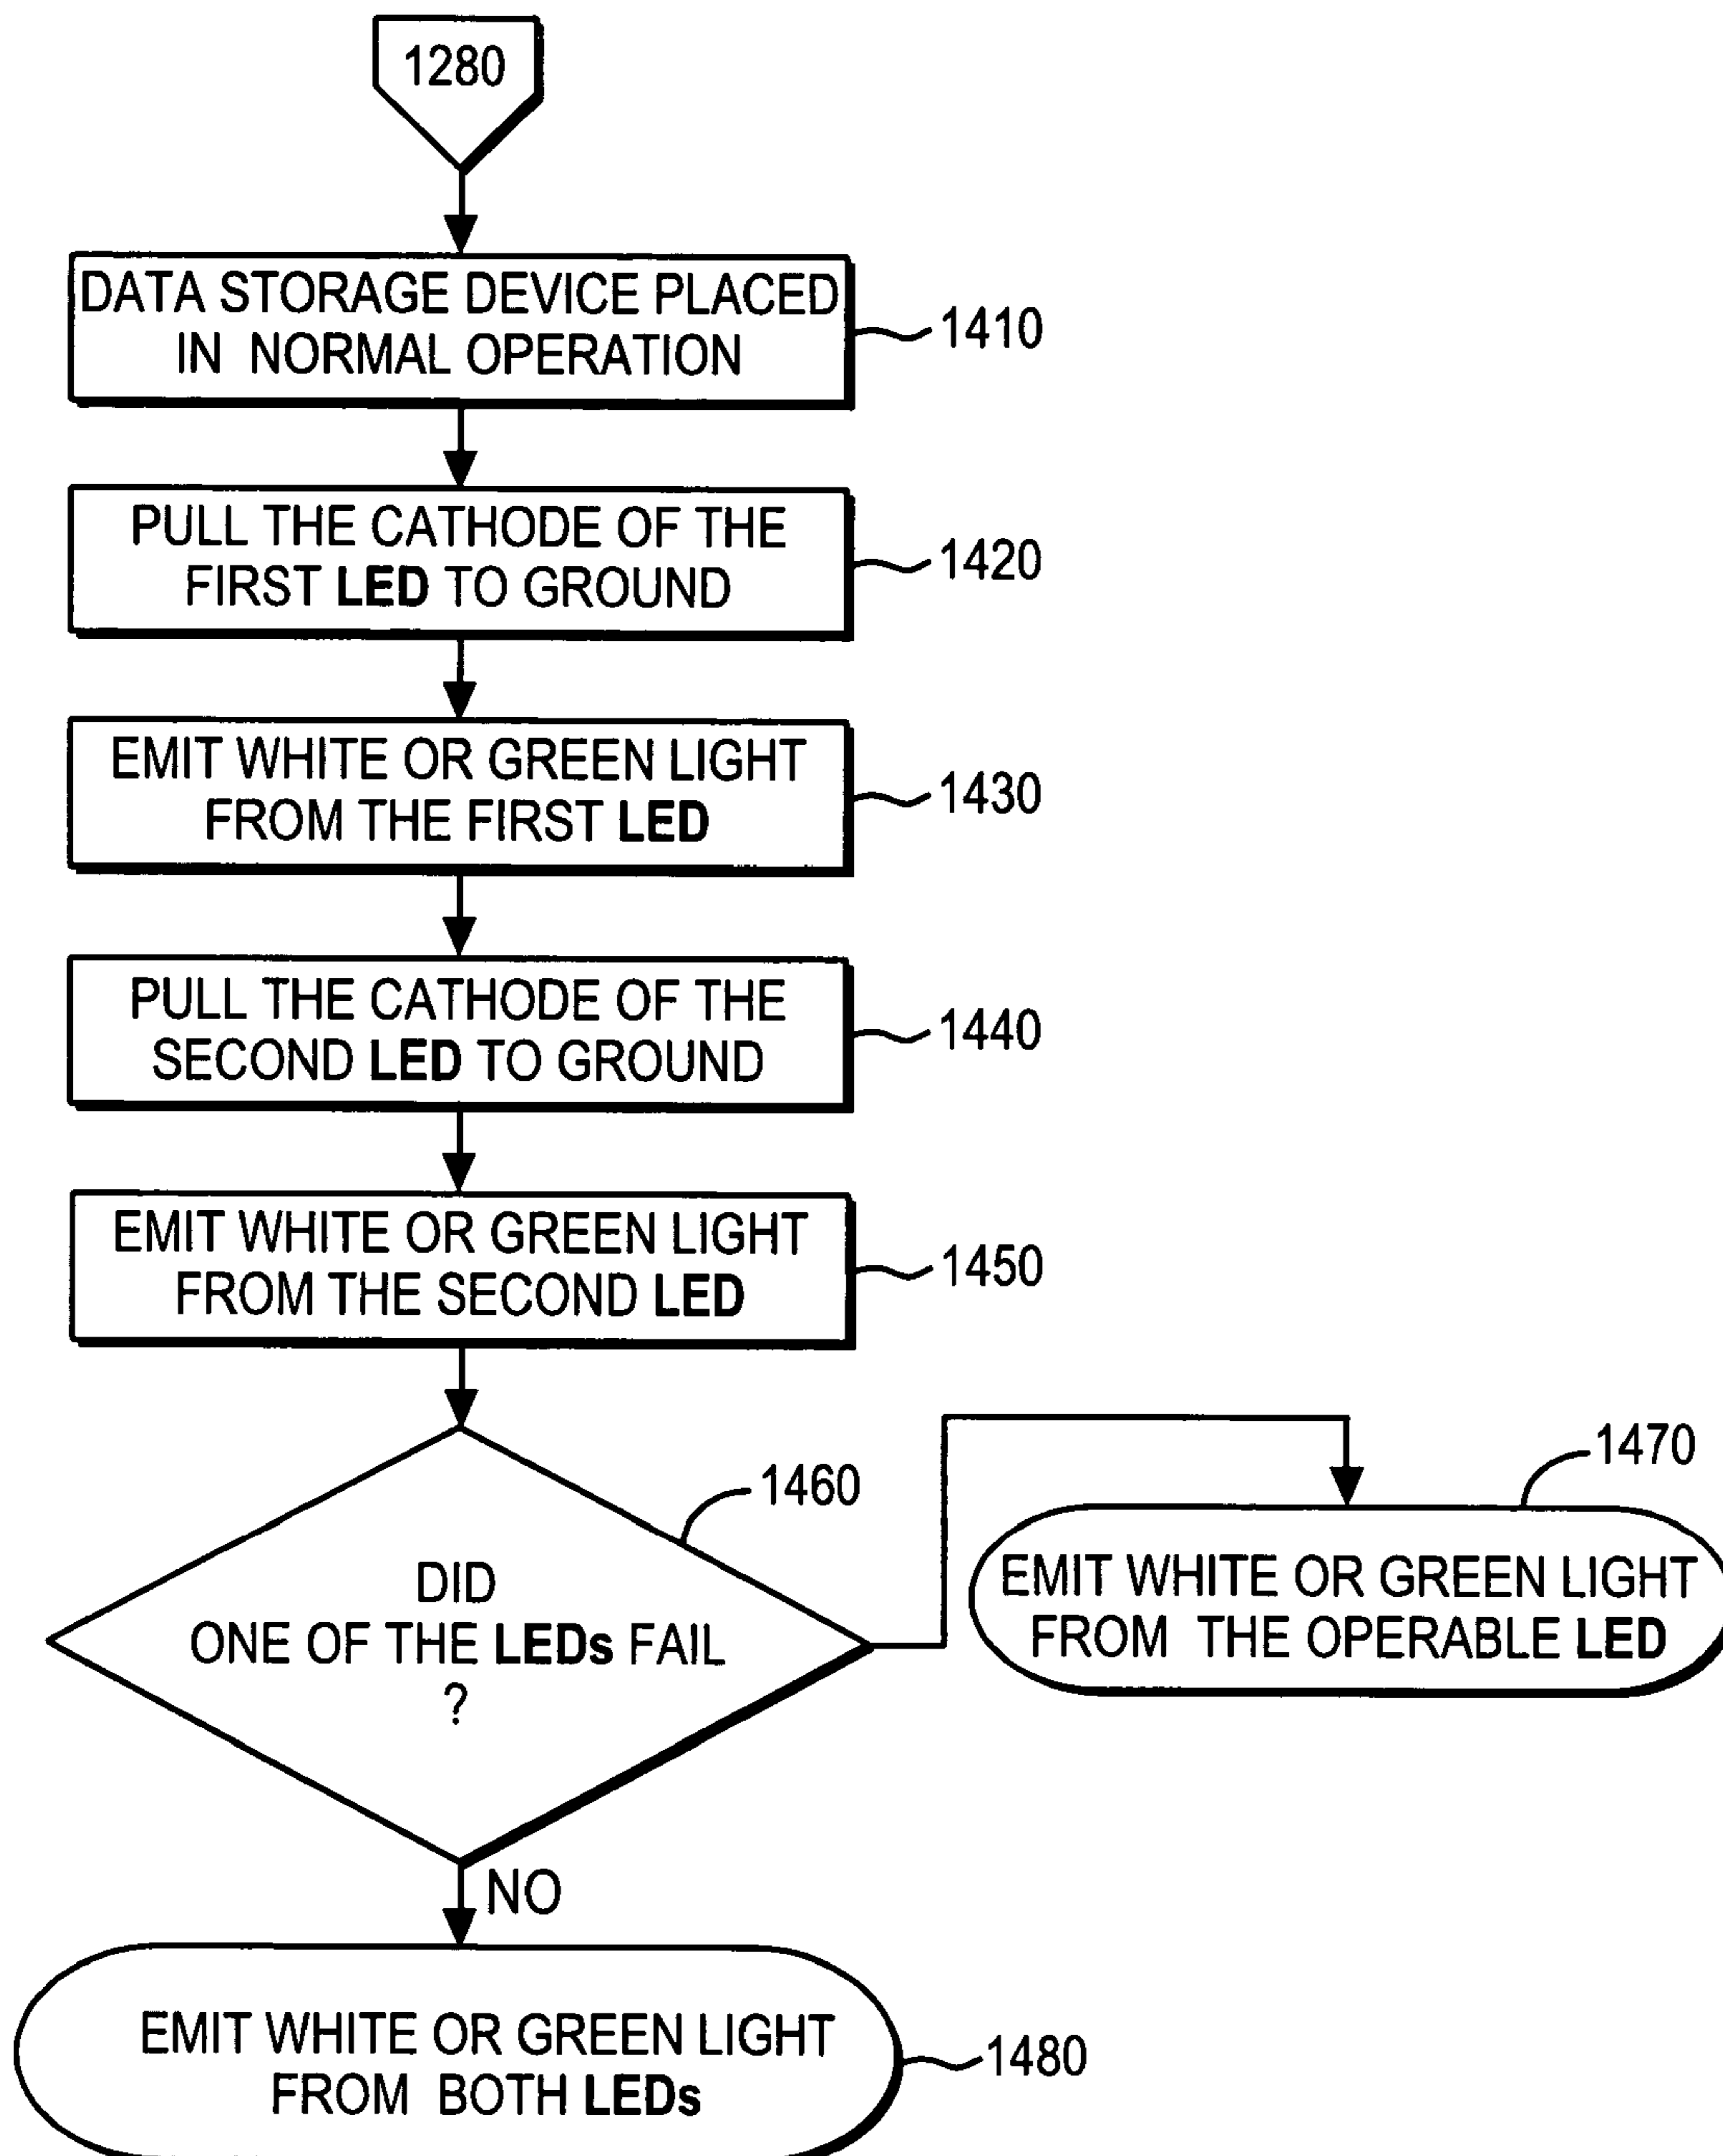 1280
DATA STORAGE DEVICE PLACED
IN NORMAL OPERATION
1410
PULL THE CATHODE OF THE
FIRST LED TO GROUND
1420
EMIT WHITE OR GREEN LIGHT
FROM THE FIRST LED
1430
PULL THE CATHODE OF THE
SECOND LED TO GROUND
1440
EMIT WHITE OR GREEN LIGHT
FROM THE SECOND LED
1450
DID
ONE OF THE LEDs FAIL
?
1460
EMIT WHITE OR GREEN LIGHT
FROM THE OPERABLE LED
1470
NO
EMIT WHITE OR GREEN LIGHT
FROM BOTH LEDs
1480